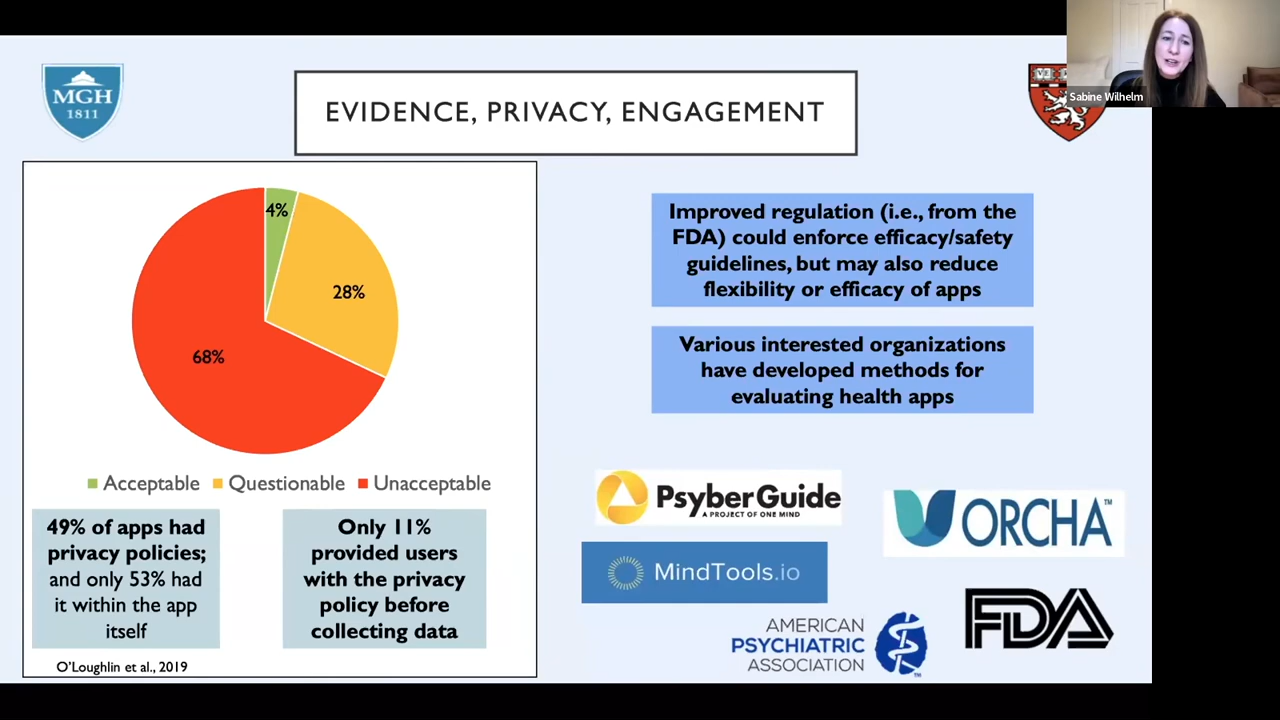 MGH
1811
EVIDENCE, PRIVACY, ENGAGEMENT
VE
Sabine Wilhelm
4%
28%
68%
Acceptable Questionable Unacceptable
49% of apps had
privacy policies;
and only 53% had
it within the app
itself
Only 11%
provided users
with the privacy
policy before
collecting data
O'Loughlin et al., 2019
Improved regulation (i.e., from the
FDA) could enforce efficacy/safety
guidelines, but may also reduce
flexibility or efficacy of apps
Various interested organizations
have developed methods for
evaluating health apps
PsyberGuide
A PROJECT OF ONE MIND
ORCHA™
MindTools.io
AMERICAN
PSYCHIATRIC
ASSOCIATION
TM
FDA